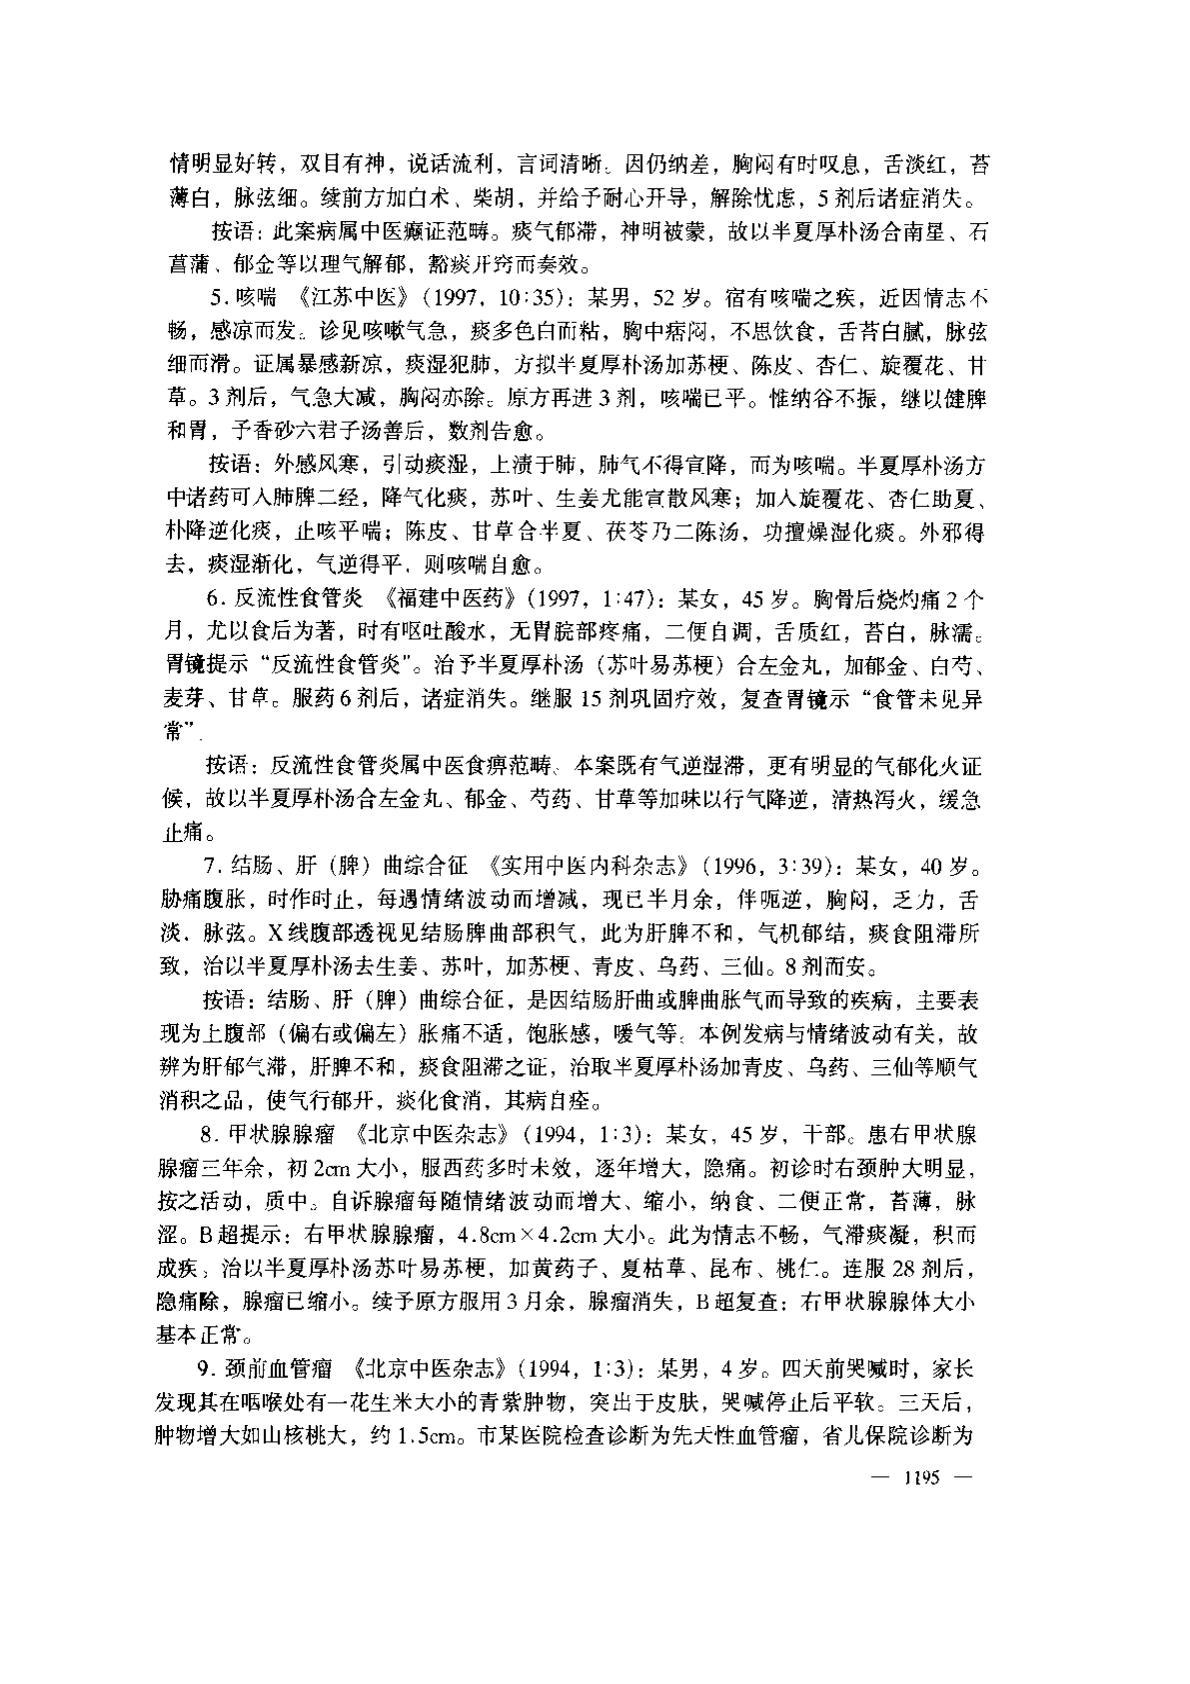 情明显好转，双目有神，说话流利，言词清晰。因仍纳差，胸闷有时叹息，舌淡红，苔
薄白，脉弦细。续前方加白术、柴胡，并给予耐心开导，解除忧虑，5剂后诸症消失。
按语：此案病属中医癫证范畴。痰气郁滞，神明被蒙，故以半夏厚朴汤合南星、石
菖蒲、郁金等以理气解郁，豁痰开窍而奏效。
5.咳喘 《江苏中医》（1997，10∶35）：某男，52岁。宿有咳喘之疾，近因情志不
畅，感凉而发。诊见咳嗽气急，痰多色白而粘，胸中痞闷，不思饮食，舌苔白腻，脉弦
细而滑。证属暴感新凉，痰湿犯肺，方拟半夏厚朴汤加苏梗、陈皮、杏仁、旋覆花、甘
草。3剂后，气急大减，胸闷亦除。原方再进3剂，咳喘已平。惟纳谷不振，继以健脾
和胃，予香砂六君子汤善后，数剂告愈。
按语：外感风寒，引动痰湿，上渍于肺，肺气不得宣降，而为咳喘。半夏厚朴汤方
中诸药可入肺脾二经，降气化痰，苏叶、生姜尤能宣散风寒；加入旋覆花、杏仁助夏、
朴降逆化痰，止咳平喘；陈皮、甘草合半夏、茯苓乃二陈汤，功擅燥湿化痰。外邪得
去，痰湿渐化，气逆得平，则咳喘自愈。
6.反流性食管炎 《福建中医药》（1997，1∶47）：某女，45岁。胸骨后烧灼痛2个
月，尤以食后为著，时有呕吐酸水，无胃脘部疼痛，二便自调，舌质红，苔白，脉濡。
胃镜提示“反流性食管炎”。治予半夏厚朴汤（苏叶易苏梗）合左金丸，加郁金、白芍、
麦芽、甘草。服药6剂后，诸症消失。继服15剂巩固疗效，复查胃镜示“食管未见异
常”.
按语：反流性食管炎属中医食痹范畴、本案既有气逆湿滞，更有明显的气郁化火证
候，故以半夏厚朴汤合左金丸、郁金、芍药、甘草等加味以行气降逆，清热泻火，缓急
止痛。
7.结肠、肝（脾）曲综合征 《实用中医内科杂志》（1996，3∶39）：某女，40岁。
胁痛腹胀，时作时止，每遇情绪波动而增减，现已半月余，伴呃逆，胸闷，乏力，舌
淡．脉弦。X线腹部透视见结肠脾曲部积气，此为肝脾不和，气机郁结，痰食阻滞所
致，治以半夏厚朴汤去生姜、苏叶，加苏梗、青皮、乌药、三仙。8剂而安。
按语：结肠、肝（脾）曲综合征，是因结肠肝曲或脾曲胀气而导致的疾病，主要表
现为上腹部（偏右或偏左）胀痛不适，饱胀感，嗳气等。本例发病与情绪波动有关，故
辨为肝郁气滞，肝脾不和，痰食阻滞之证，治取半夏厚朴汤加青皮、乌药、三仙等顺气
消积之品，使气行郁开，痰化食消，其病自痊。
8.甲状腺腺瘤 《北京中医杂志》（1994，1∶3）：某女，45岁，干部。患右甲状腺
腺瘤三年余，初2cm大小，服西药多时未效，逐年增大，隐痛。初诊时右颈肿大明显，
按之活动，质中。自诉腺瘤每随情绪波动而增大、缩小，纳食、二便正常，苔薄，脉
涩。B超提示：右甲状腺腺瘤，4.8cm×4.2cm大小。此为情志不畅，气滞痰凝，积而
成疾，治以半夏厚朴汤苏叶易苏梗，加黄药子、夏枯草、昆布、桃仁。连服28剂后，
隐痛除，腺瘤已缩小。续予原方服用3月余，腺瘤消失，B超复查：右甲状腺腺体大小
基本正常。
9.颈前血管瘤 《北京中医杂志》（1994，1∶3）：某男，4岁。四天前哭喊时，家长
发现其在咽喉处有一花生米大小的青紫肿物，突出于皮肤，哭喊停止后平软。三天后，
肿物增大如山核桃大，约1.5cm。市某医院检查诊断为先天性血管瘤，省儿保院诊断为
— 1195 —